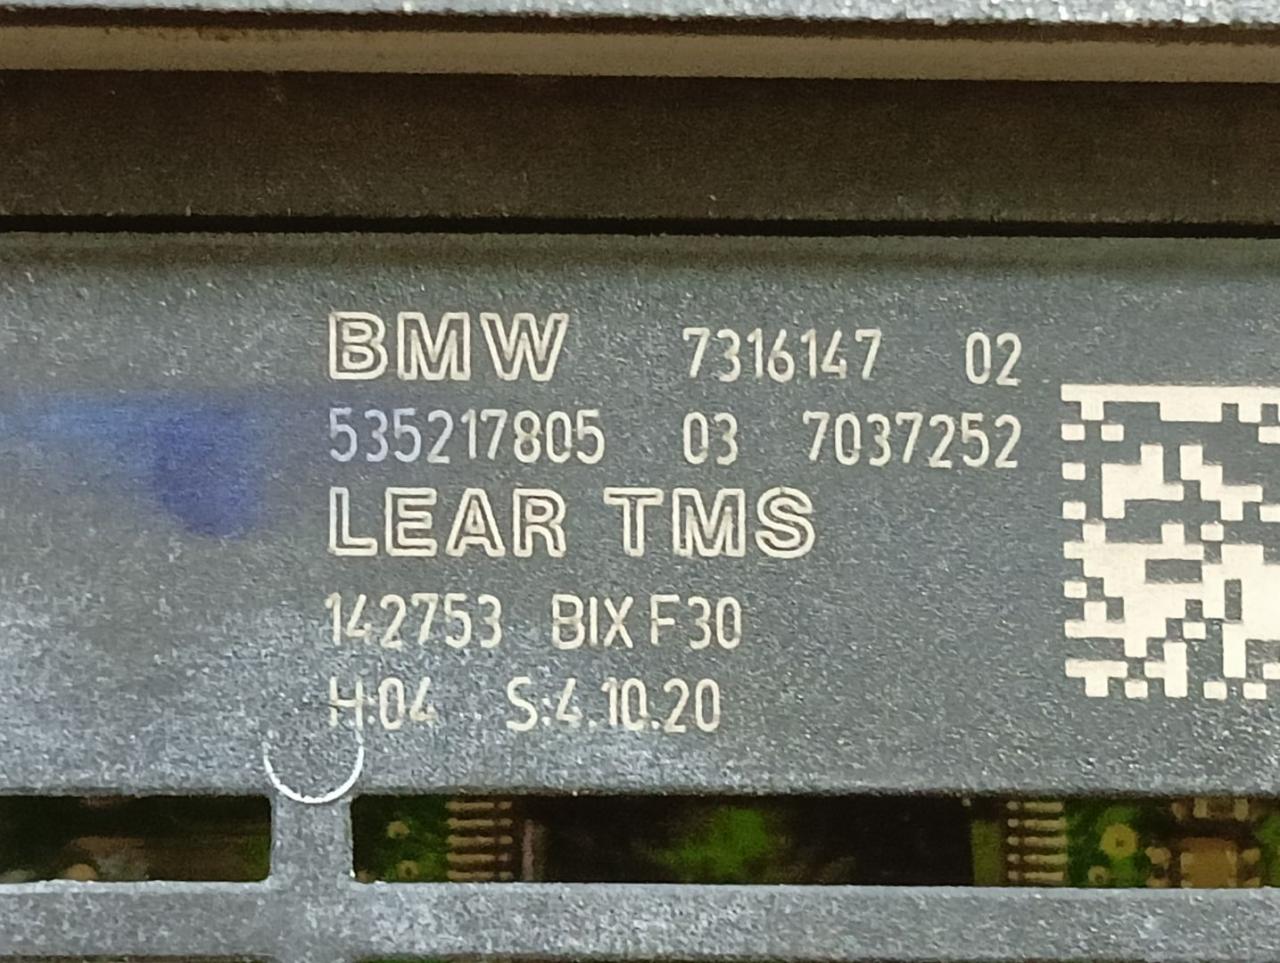 BMW 7316147 02
535217805 03 7037252
LEAR TMS
142753 BIX F30
H:04 S:4.10.20